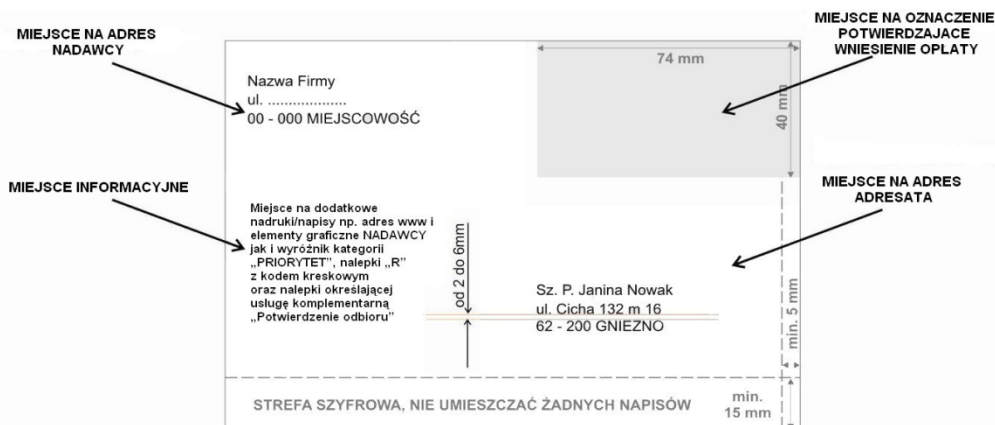 MIEJSCE NA ADRES
NADAWCY
MIEJSCE NA OZNACZENIE
POTWIERDZAJACE
WNIESIENIE OPLATY
74 mm
40 mm
Nazwa Firmy
ul. ...................
00 - 000 MIEJSCOWOŚĆ
MIEJSCE INFORMACYJNE
MIEJSCE NA ADRES
ADRESATA
Miejsce na dodatkowe
nadruki/napisy np. adres www i
elementy graficzne NADAWCY
jak i wyróżnik kategorii
„PRIORYTET”, nalepki „R”
z kodem kreskowym
oraz nalepki określającej
usługę komplementarną
„Potwierdzenie odbioru”
od 2 do 6mm
Sz. P. Janina Nowak
ul. Cicha 132 m 16
62 - 200 GNIEZNO
min. 5 mm
STREFA SZYFROWA, NIE UMIESZCZAĆ ŻADNYCH NAPISÓW
min.
15 mm